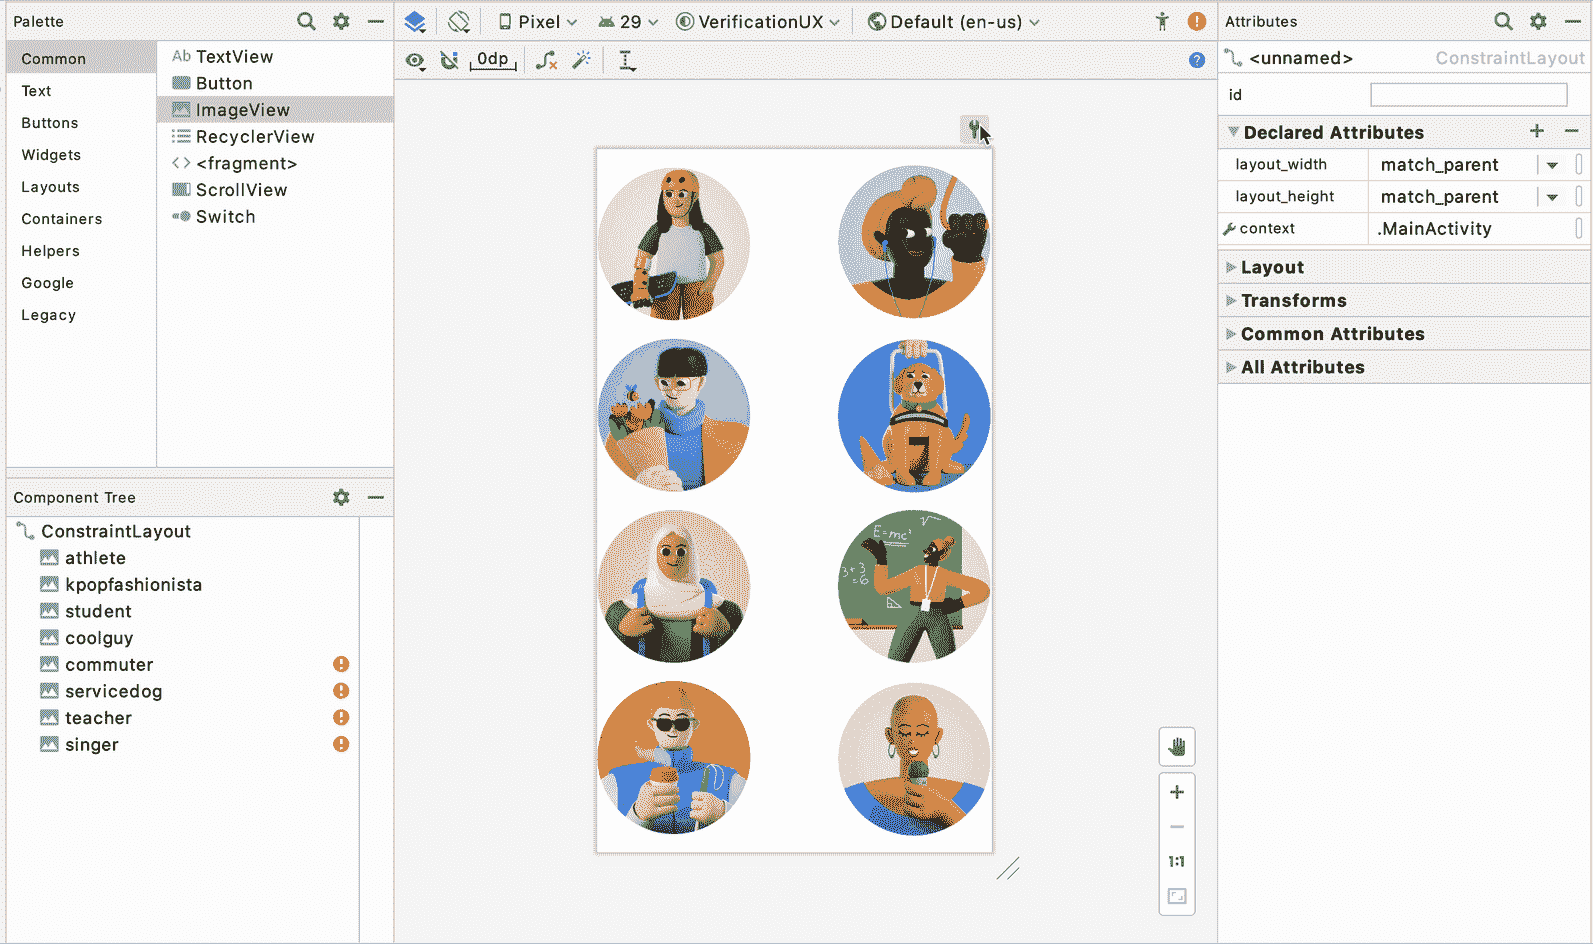 Palette
Pixel
29
VerificationUX
Default (en-us)
Attributes
Common
Text
Buttons
Widgets
Layouts
Containers
Helpers
Google
Legacy
Ab TextView
Button
ImageView
RecyclerView
<fragment>
ScrollView
Switch
0dp
?
<unnamed>
ConstraintLayout
id
Declared Attributes
layout_width match_parent
layout_height match_parent
context .MainActivity
Layout
Transforms
Common Attributes
All Attributes
Component Tree
ConstraintLayout
athlete
kpopfashionista
student
coolguy
commuter
servicedog
teacher
singer
7
E=mc²
√
3+3
=6
1:1